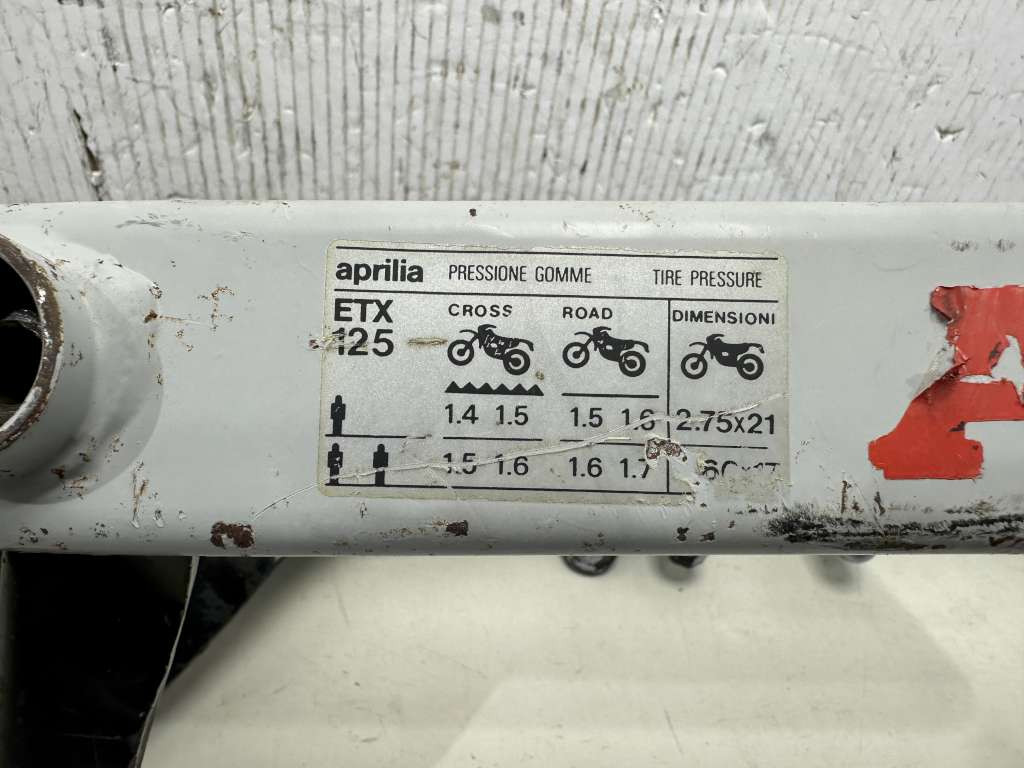 aprilia PRESSIONE GOMME TIRE PRESSURE
ETX CROSS ROAD DIMENSIONI
125
1.4 1.5 1.5 1.6 2.75x21
1.5 1.6 1.6 1.7